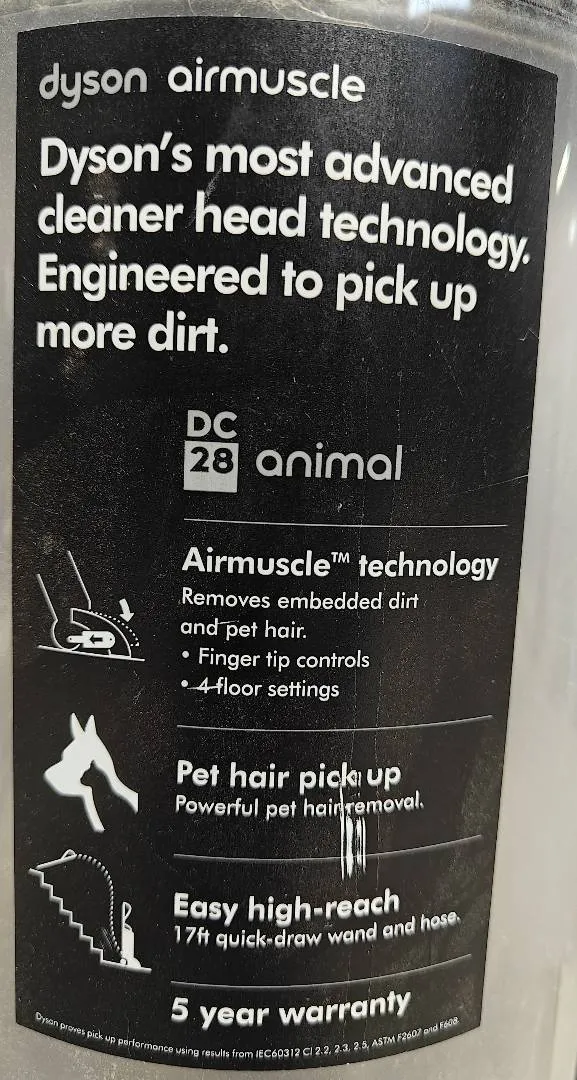 dyson airmuscle
Dyson's most advanced
cleaner head technology.
Engineered to pick up
more dirt.
DC
28 animal
Airmuscle™ technology
Removes embedded dirt
and pet hair.
• Finger tip controls
• 4 floor settings
Pet hair pick up
Powerful pet hair removal.
Easy high-reach
17ft quick-draw wand and hose.
5 year warranty
Dyson proves pick up performance using results from IEC60312 Cl 2.2, 2.3, 2.5, ASTM F2607 and F608.